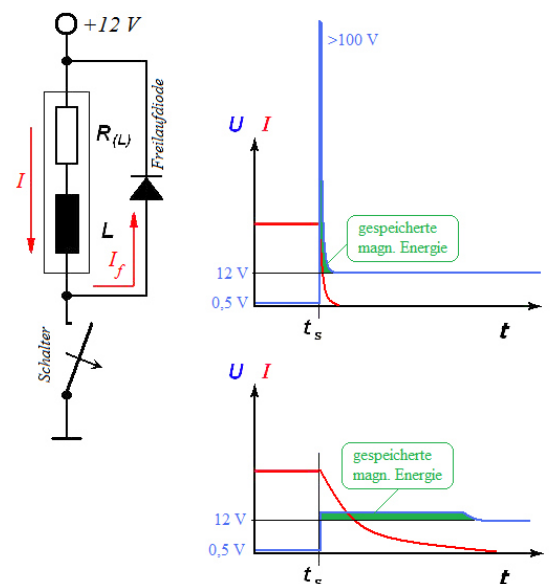 +12 V
R(L)
Freilaufdiode
I
L
If
Schalter
>100 V
U I
gespeicherte
magn. Energie
12 V
0,5 V
ts
t
U I
gespeicherte
magn. Energie
12 V
0,5 V
ts
t